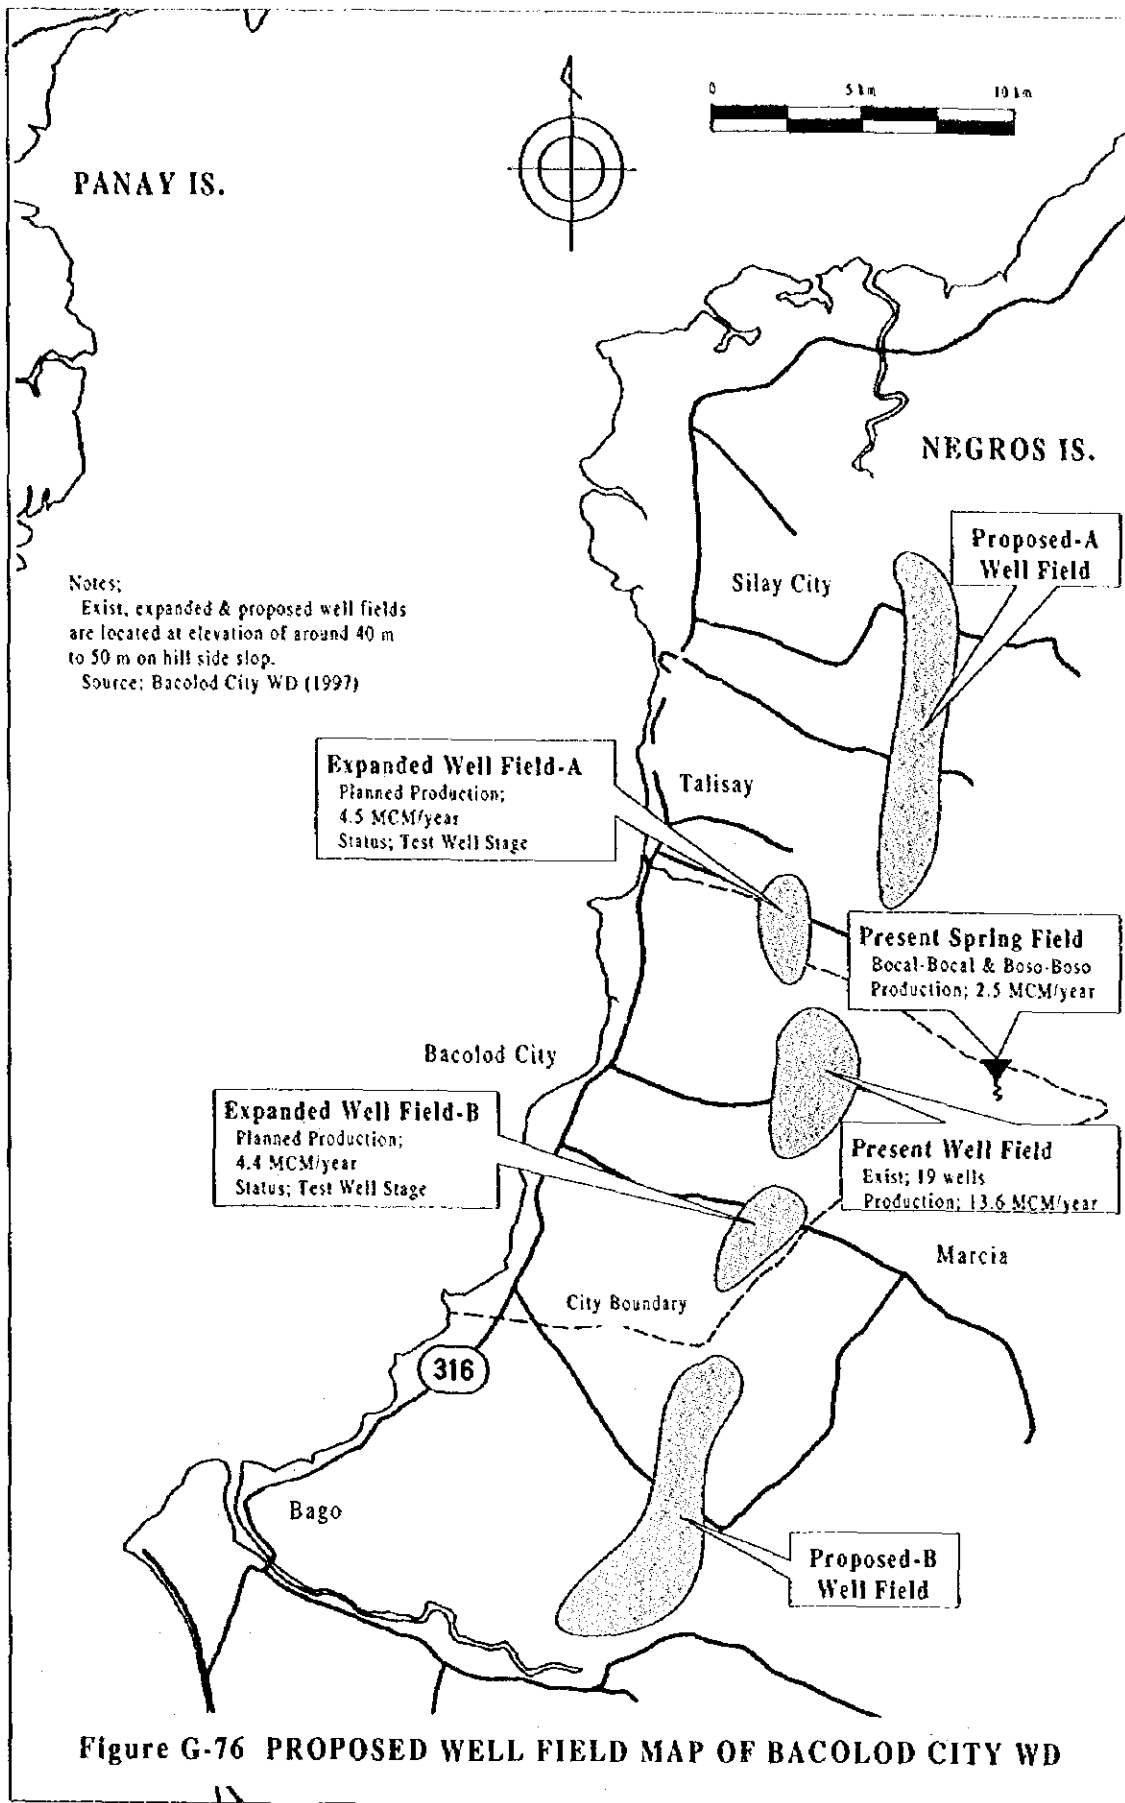 0 5 km 10 km
PANAY IS.
NEGROS IS.
Proposed-A
Well Field
Silay City
Notes;
Exist, expanded & proposed well fields
are located at elevation of around 40 m
to 50 m on hill side slop.
Source; Bacolod City WD (1997)
Expanded Well Field-A
Planned Production;
4.5 MCM/year
Status; Test Well Stage
Talisay
Present Spring Field
Bocal-Bocal & Boso-Boso
Production; 2.5 MCM/year
Bacolod City
Expanded Well Field-B
Planned Production;
4.4 MCM/year
Status; Test Well Stage
Present Well Field
Exist; 19 wells
Production; 13.6 MCM/year
Marcia
City Boundary
316
Bago
Proposed-B
Well Field
Figure G-76 PROPOSED WELL FIELD MAP OF BACOLOD CITY WD